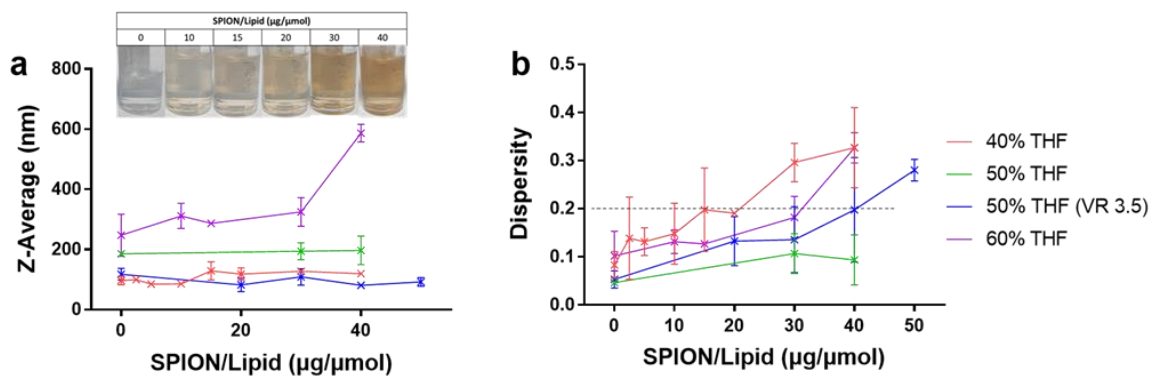 SPION/Lipid (µg/µmol)
0 10 15 20 30 40
a
800
600
400
200
0
Z-Average (nm)
0 20 40
SPION/Lipid (µg/µmol)
b
0.5
0.4
0.3
0.2
0.1
0.0
Dispersity
0 10 20 30 40 50
SPION/Lipid (µg/µmol)
40% THF
50% THF
50% THF (VR 3.5)
60% THF